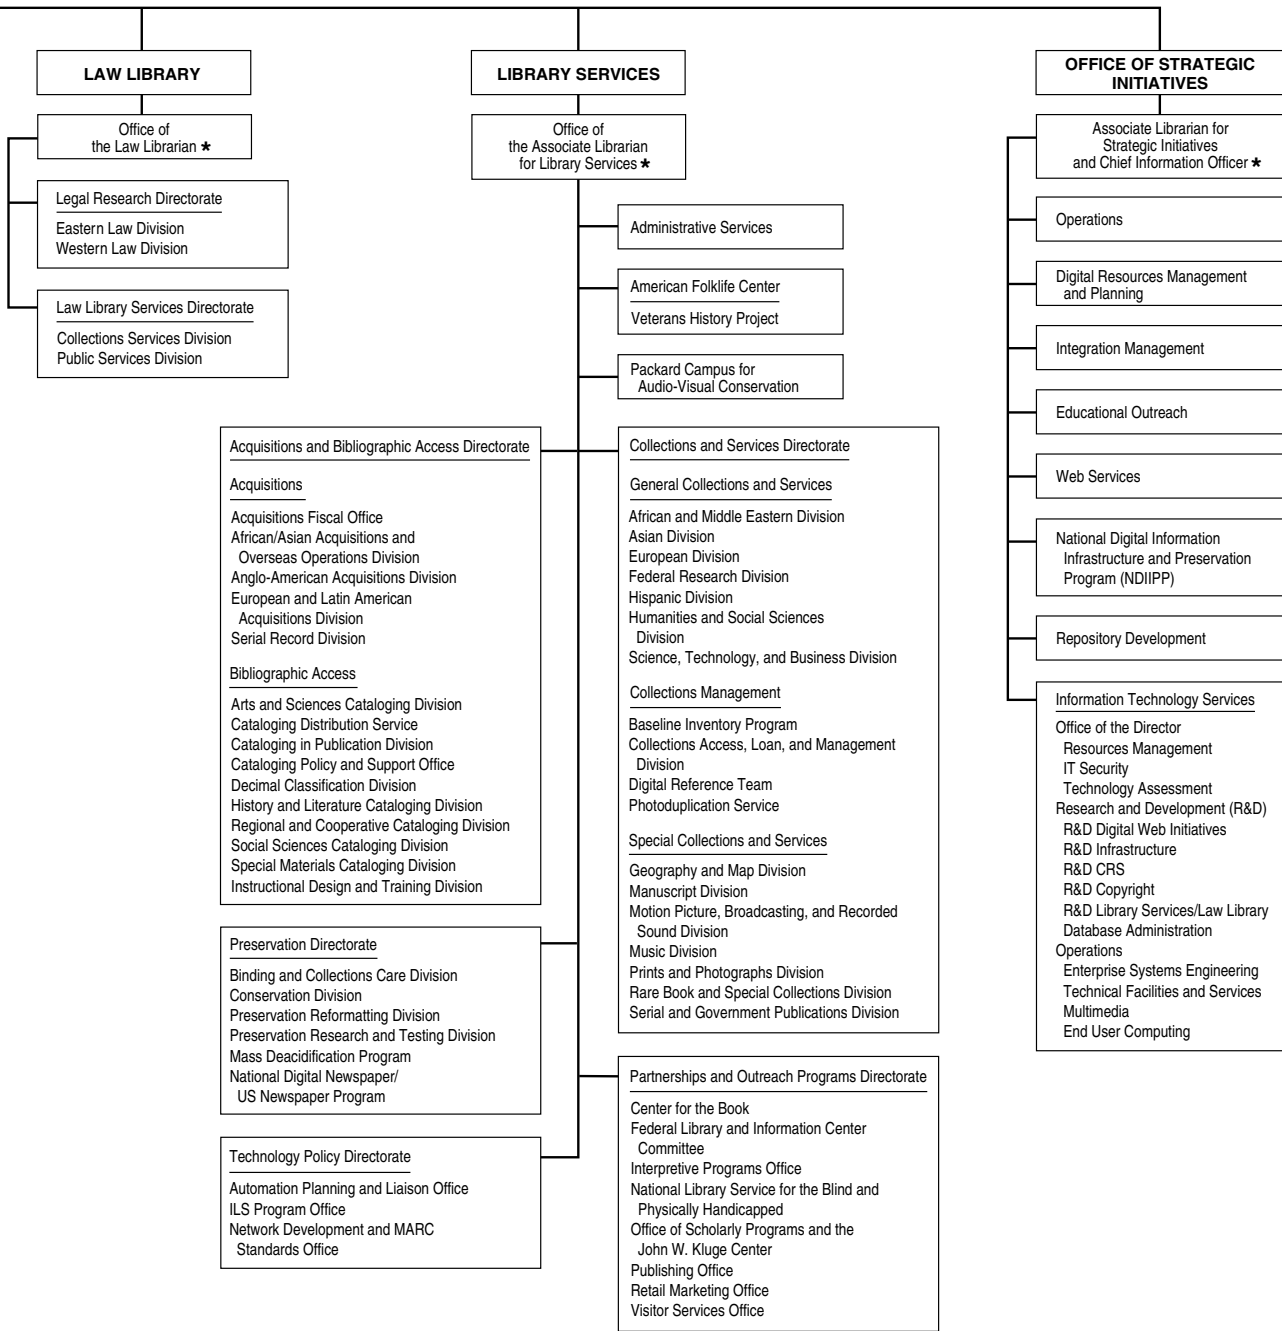 LAW LIBRARY
Office of
the Law Librarian *
Legal Research Directorate
Eastern Law Division
Western Law Division
Law Library Services Directorate
Collections Services Division
Public Services Division
LIBRARY SERVICES
Office of
the Associate Librarian
for Library Services *
Administrative Services
American Folklife Center
Veterans History Project
Packard Campus for
Audio-Visual Conservation
Acquisitions and Bibliographic Access Directorate
Acquisitions
Acquisitions Fiscal Office
African/Asian Acquisitions and
Overseas Operations Division
Anglo-American Acquisitions Division
European and Latin American
Acquisitions Division
Serial Record Division
Bibliographic Access
Arts and Sciences Cataloging Division
Cataloging Distribution Service
Cataloging in Publication Division
Cataloging Policy and Support Office
Decimal Classification Division
History and Literature Cataloging Division
Regional and Cooperative Cataloging Division
Social Sciences Cataloging Division
Special Materials Cataloging Division
Instructional Design and Training Division
Preservation Directorate
Binding and Collections Care Division
Conservation Division
Preservation Reformatting Division
Preservation Research and Testing Division
Mass Deacidification Program
National Digital Newspaper/
US Newspaper Program
Technology Policy Directorate
Automation Planning and Liaison Office
ILS Program Office
Network Development and MARC
Standards Office
Collections and Services Directorate
General Collections and Services
African and Middle Eastern Division
Asian Division
European Division
Federal Research Division
Hispanic Division
Humanities and Social Sciences
Division
Science, Technology, and Business Division
Collections Management
Baseline Inventory Program
Collections Access, Loan, and Management
Division
Digital Reference Team
Photoduplication Service
Special Collections and Services
Geography and Map Division
Manuscript Division
Motion Picture, Broadcasting, and Recorded
Sound Division
Music Division
Prints and Photographs Division
Rare Book and Special Collections Division
Serial and Government Publications Division
Partnerships and Outreach Programs Directorate
Center for the Book
Federal Library and Information Center
Committee
Interpretive Programs Office
National Library Service for the Blind and
Physically Handicapped
Office of Scholarly Programs and the
John W. Kluge Center
Publishing Office
Retail Marketing Office
Visitor Services Office
OFFICE OF STRATEGIC
INITIATIVES
Associate Librarian for
Strategic Initiatives
and Chief Information Officer *
Operations
Digital Resources Management
and Planning
Integration Management
Educational Outreach
Web Services
National Digital Information
Infrastructure and Preservation
Program (NDIIPP)
Repository Development
Information Technology Services
Office of the Director
Resources Management
IT Security
Technology Assessment
Research and Development (R&D)
R&D Digital Web Initiatives
R&D Infrastructure
R&D CRS
R&D Copyright
R&D Library Services/Law Library
Database Administration
Operations
Enterprise Systems Engineering
Technical Facilities and Services
Multimedia
End User Computing